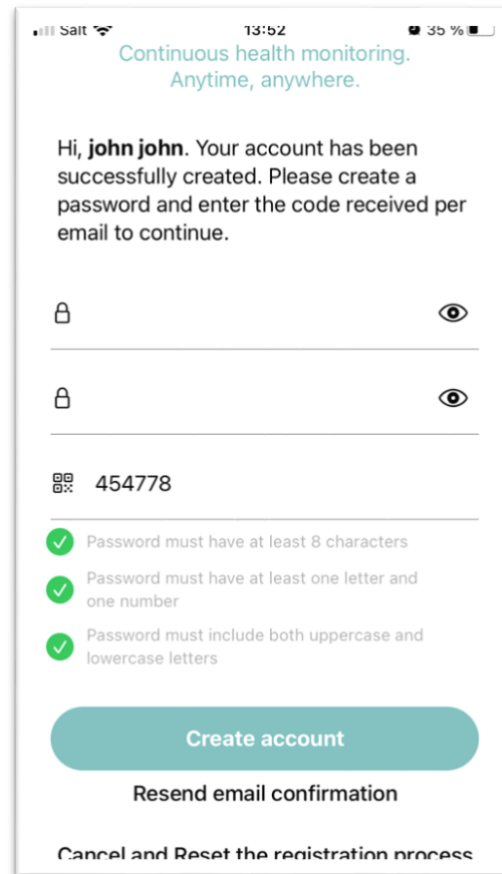 Salt 13:52 35 %
Continuous health monitoring.
Anytime, anywhere.
Hi, john john. Your account has been
successfully created. Please create a
password and enter the code received per
email to continue.
454778
Password must have at least 8 characters
Password must have at least one letter and
one number
Password must include both uppercase and
lowercase letters
Create account
Resend email confirmation
Cancel and Reset the registration process